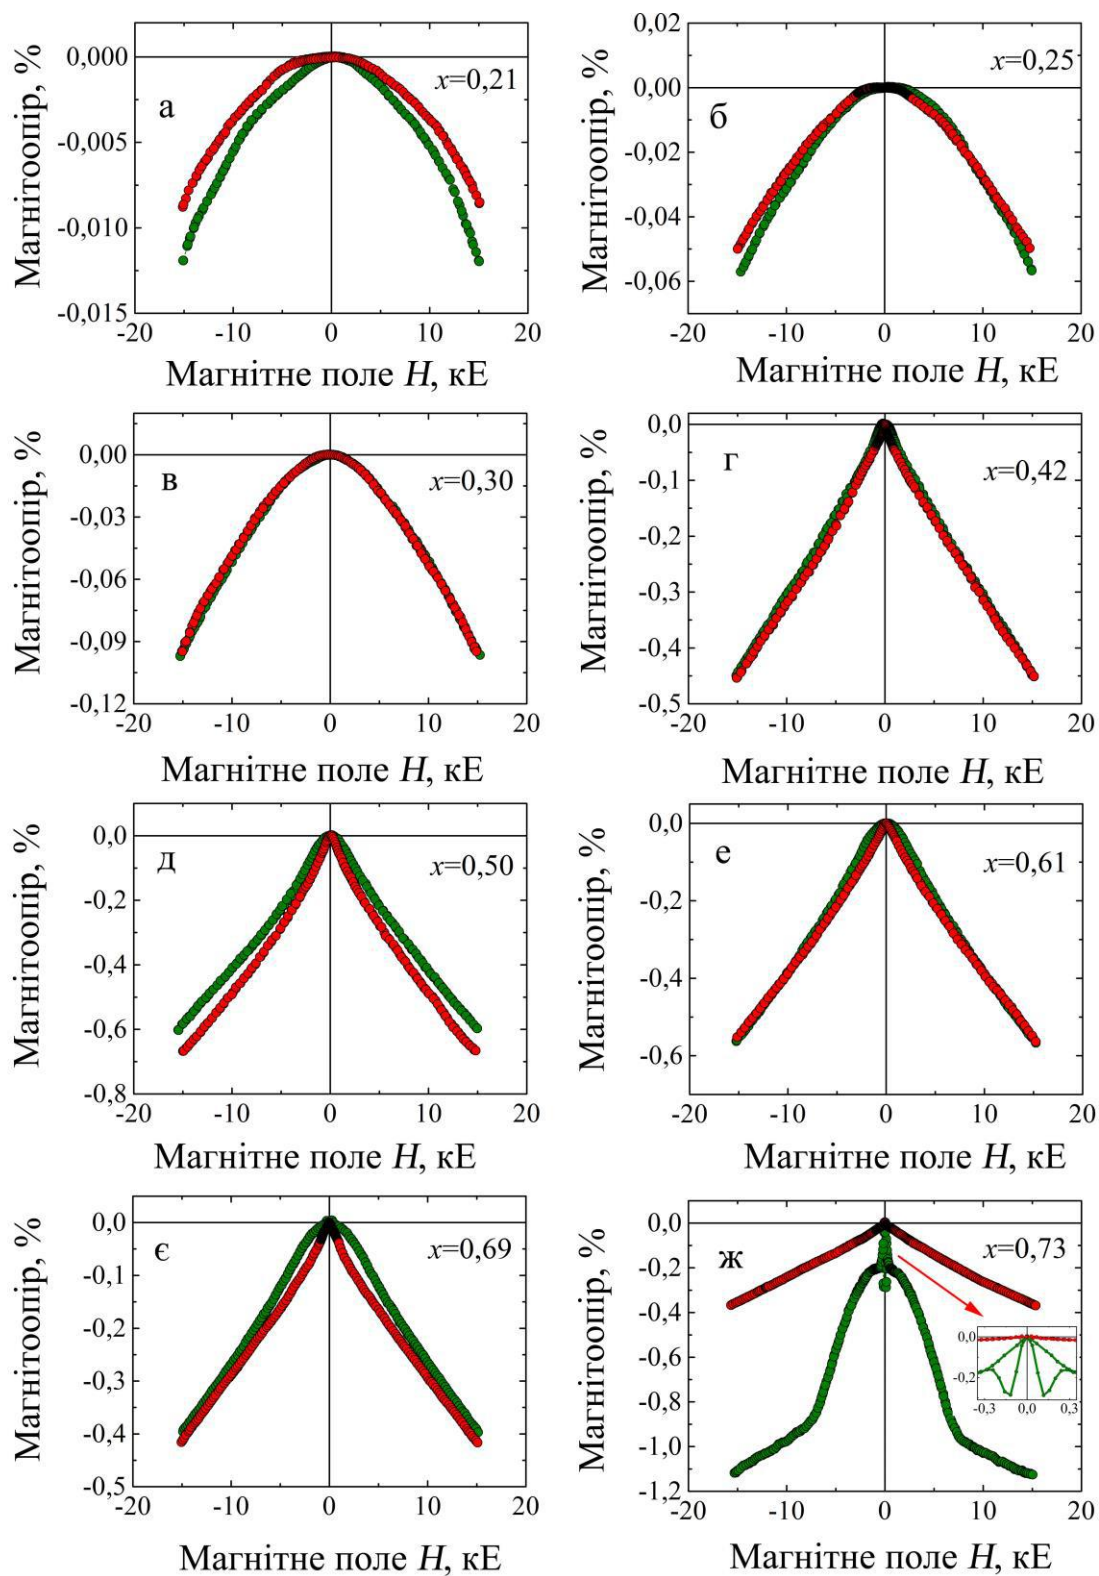 Магнітоопір, %
0,000
-0,005
-0,010
-0,015
а
x=0,21
-20 -10 0 10 20
Магнітне поле H, кЕ
Магнітоопір, %
0,02
0,00
-0,02
-0,04
-0,06
б
x=0,25
-20 -10 0 10 20
Магнітне поле H, кЕ
Магнітоопір, %
0,00
-0,03
-0,06
-0,09
-0,12
в
x=0,30
-20 -10 0 10 20
Магнітне поле H, кЕ
Магнітоопір, %
0,0
-0,1
-0,2
-0,3
-0,4
-0,5
г
x=0,42
-20 -10 0 10 20
Магнітне поле H, кЕ
Магнітоопір, %
0,0
-0,2
-0,4
-0,6
-0,8
д
x=0,50
-20 -10 0 10 20
Магнітне поле H, кЕ
Магнітоопір, %
0,0
-0,2
-0,4
-0,6
е
x=0,61
-20 -10 0 10 20
Магнітне поле H, кЕ
Магнітоопір, %
0,0
-0,1
-0,2
-0,3
-0,4
-0,5
є
x=0,69
-20 -10 0 10 20
Магнітне поле H, кЕ
Магнітоопір, %
0,0
-0,2
-0,4
-0,6
-0,8
-1,0
-1,2
ж
x=0,73
0,0
-0,2
-0,3 0,0 0,3
-20 -10 0 10 20
Магнітне поле H, кЕ